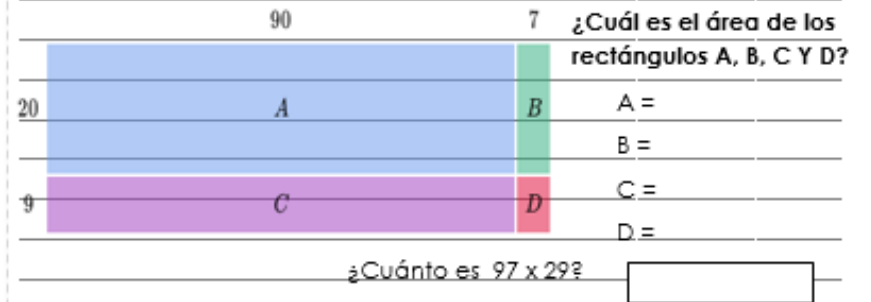 90 7
¿Cuál es el área de los
rectángulos A, B, C Y D?
20 A B
A =
B =
9 C D
C =
D =
¿Cuánto es 97 x 29?